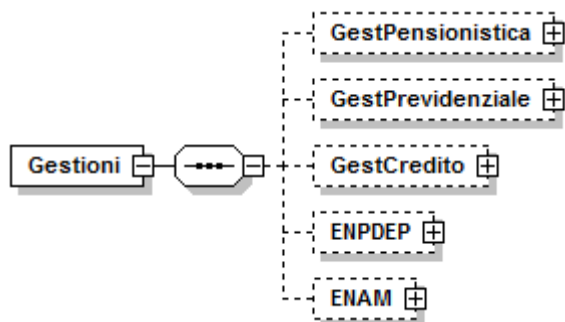 GestPensionistica
GestPrevidenziale
Gestioni
GestCredito
ENPDEP
ENAM